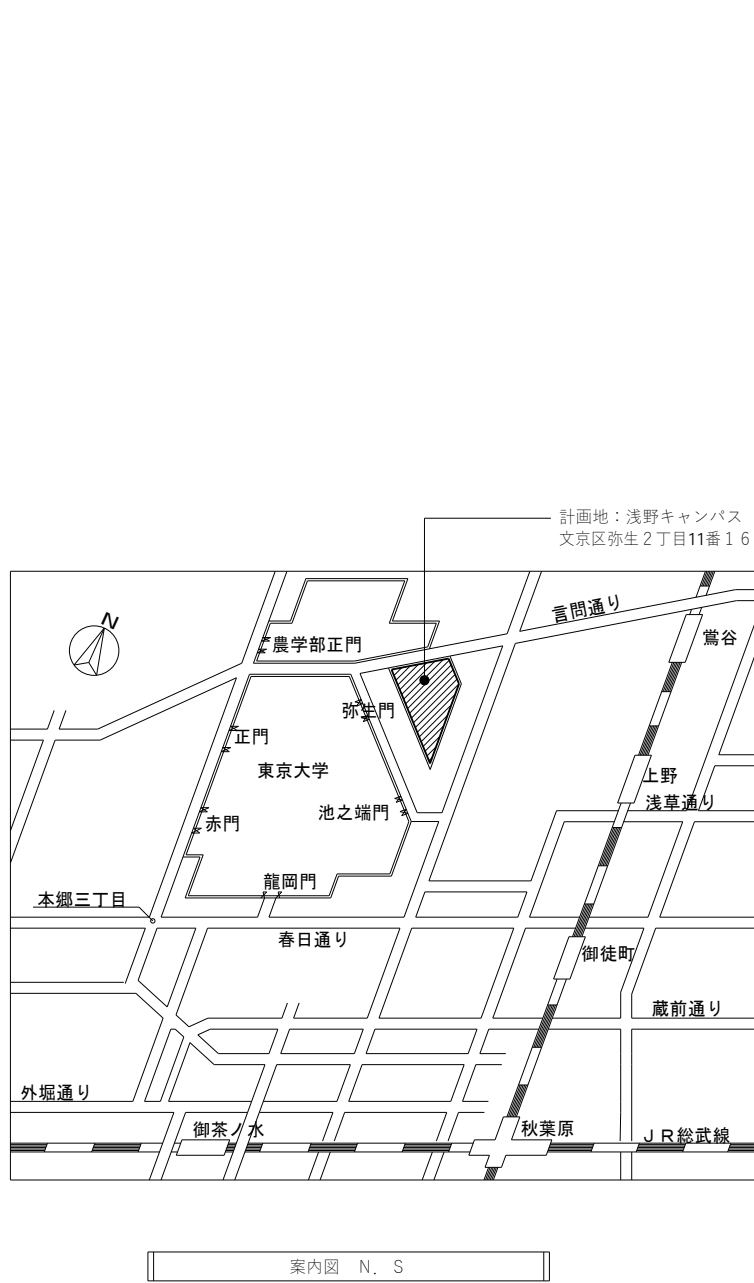 計画地：浅野キャンパス
文京区弥生２丁目11番１６
N
言問通り
農学部正門
鶯谷
弥生門
正門
東京大学
上野
浅草通り
池之端門
赤門
龍岡門
本郷三丁目
春日通り
御徒町
蔵前通り
外堀通り
御茶ノ水
秋葉原
ＪＲ総武線
案内図　Ｎ．Ｓ